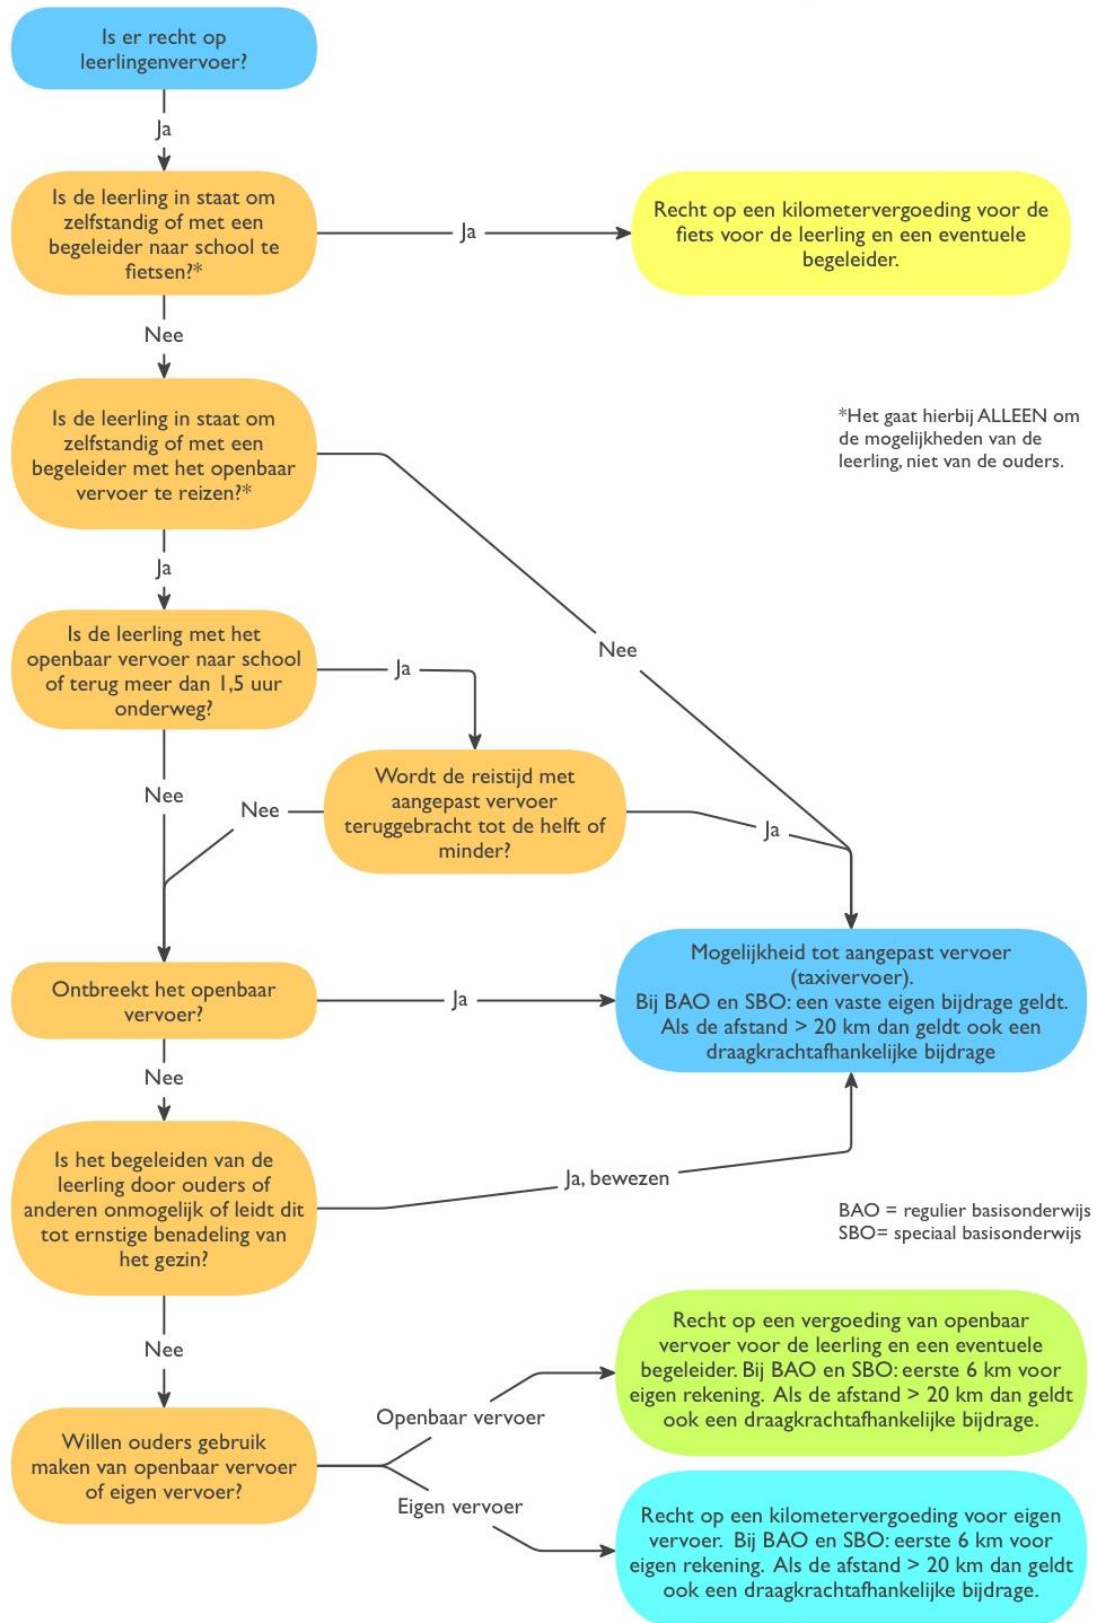 Is er recht op
leerlingenvervoer?
Ja
Is de leerling in staat om
zelfstandig of met een
begeleider naar school te
fietsen?*
Ja
Recht op een kilometervergoeding voor de
fiets voor de leerling en een eventuele
begeleider.
Nee
Is de leerling in staat om
zelfstandig of met een
begeleider met het openbaar
vervoer te reizen?*
*Het gaat hierbij ALLEEN om
de mogelijkheden van de
leerling, niet van de ouders.
Ja
Nee
Is de leerling met het
openbaar vervoer naar school
of terug meer dan 1,5 uur
onderweg?
Ja
Nee
Wordt de reistijd met
aangepast vervoer
teruggebracht tot de helft of
minder?
Nee
Ja
Ontbreekt het openbaar
vervoer?
Ja
Mogelijkheid tot aangepast vervoer
(taxivervoer).
Bij BAO en SBO: een vaste eigen bijdrage geldt.
Als de afstand > 20 km dan geldt ook een
draagkrachtafhankelijke bijdrage
Nee
Is het begeleiden van de
leerling door ouders of
anderen onmogelijk of leidt dit
tot ernstige benadeling van
het gezin?
Ja, bewezen
BAO = regulier basisonderwijs
SBO= speciaal basisonderwijs
Nee
Recht op een vergoeding van openbaar
vervoer voor de leerling en een eventuele
begeleider. Bij BAO en SBO: eerste 6 km voor
eigen rekening. Als de afstand > 20 km dan geldt
ook een draagkrachtafhankelijke bijdrage.
Openbaar vervoer
Willen ouders gebruik
maken van openbaar vervoer
of eigen vervoer?
Eigen vervoer
Recht op een kilometervergoeding voor eigen
vervoer. Bij BAO en SBO: eerste 6 km voor
eigen rekening. Als de afstand > 20 km dan geldt
ook een draagkrachtafhankelijke bijdrage.